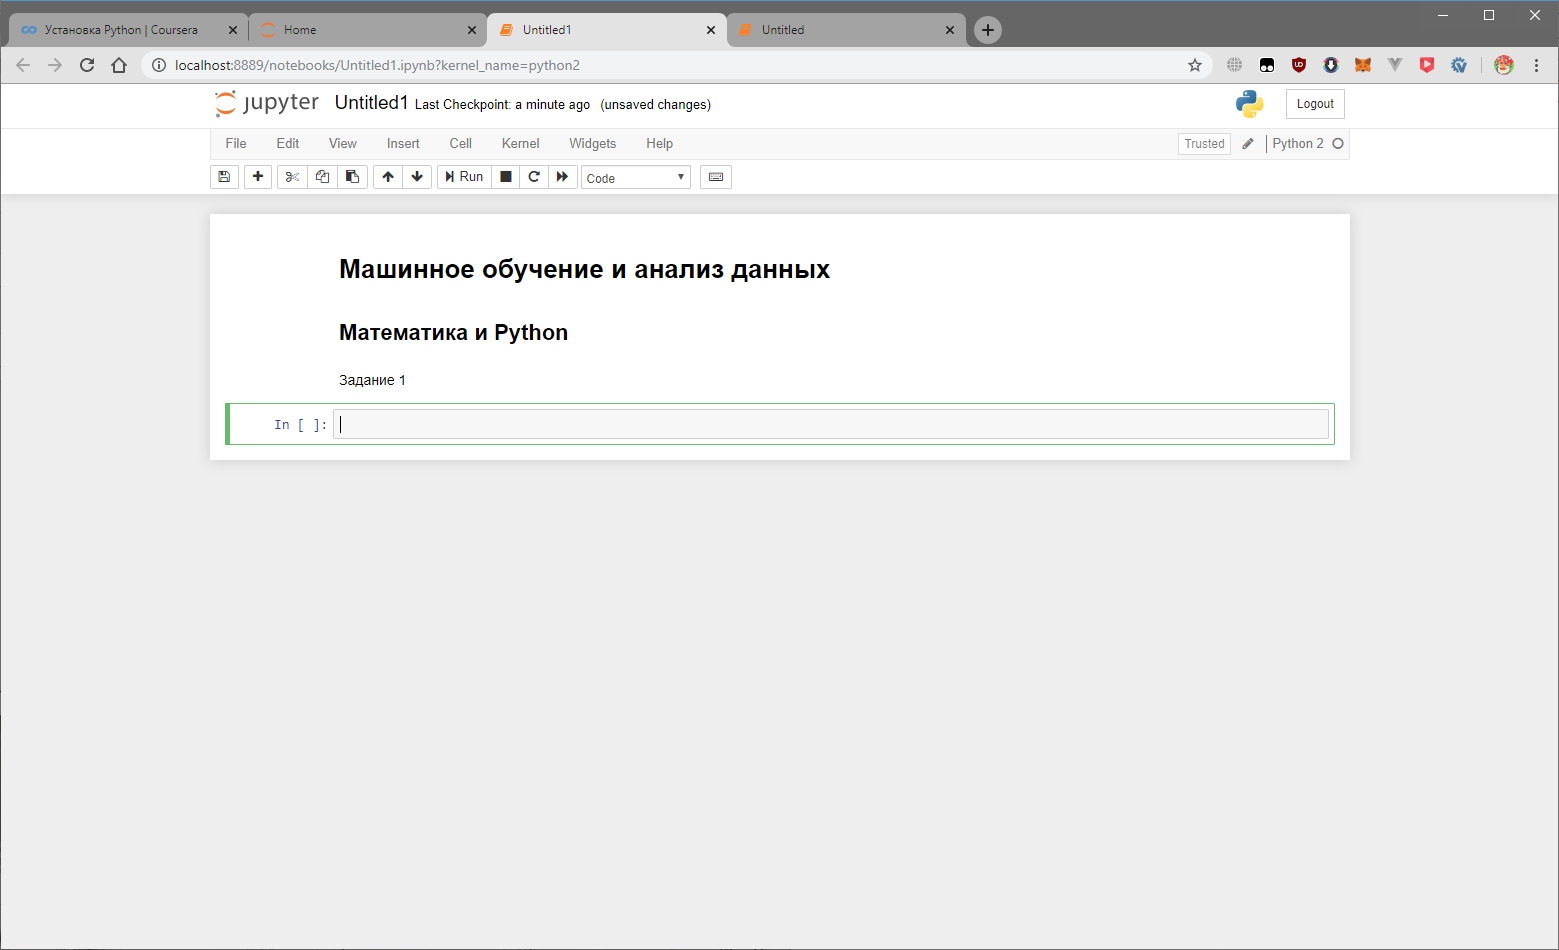 Установка Python | Coursera
Home
Untitled1
Untitled
localhost:8889/notebooks/Untitled1.ipynb?kernel_name=python2
jupyter Untitled1 Last Checkpoint: a minute ago (unsaved changes)
Logout
File Edit View Insert Cell Kernel Widgets Help
Trusted
Python 2
Run
Code
Машинное обучение и анализ данных
Математика и Python
Задание 1
In [ ]: